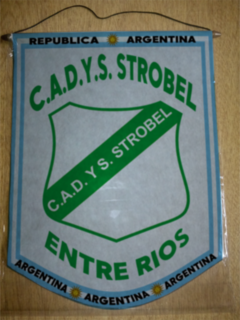 REPUBLICA ARGENTINA
C.A.D.Y.S. STROBEL
C.A.D. Y S. STROBEL
ENTRE RIOS
ARGENTINA ARGENTINA ARGENTINA